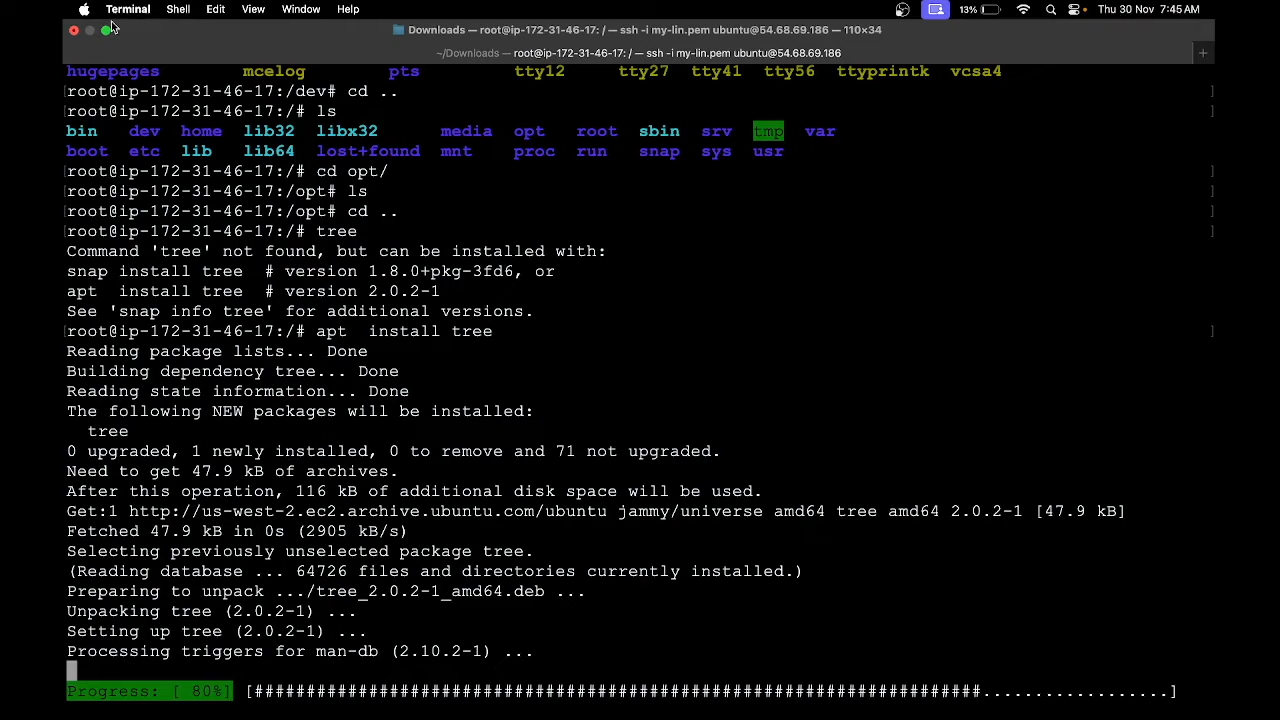 Terminal Shell Edit View Window Help 13% Thu 30 Nov 7:45 AM
Downloads — root@ip-172-31-46-17: / — ssh -i my-lin.pem ubuntu@54.68.69.186 — 110×34
~/Downloads — root@ip-172-31-46-17: / — ssh -i my-lin.pem ubuntu@54.68.69.186 +
hugepages mcelog pts tty12 tty27 tty41 tty56 ttyprintk vcsa4
[root@ip-172-31-46-17:/dev# cd .. ]
[root@ip-172-31-46-17:/# ls ]
bin dev home lib32 libx32 media opt root sbin srv tmp var
boot etc lib lib64 lost+found mnt proc run snap sys usr
[root@ip-172-31-46-17:/# cd opt/ ]
[root@ip-172-31-46-17:/opt# ls ]
[root@ip-172-31-46-17:/opt# cd .. ]
[root@ip-172-31-46-17:/# tree ]
Command 'tree' not found, but can be installed with:
snap install tree # version 1.8.0+pkg-3fd6, or
apt  install tree # version 2.0.2-1
See 'snap info tree' for additional versions.
[root@ip-172-31-46-17:/# apt  install tree ]
Reading package lists... Done
Building dependency tree... Done
Reading state information... Done
The following NEW packages will be installed:
tree
0 upgraded, 1 newly installed, 0 to remove and 71 not upgraded.
Need to get 47.9 kB of archives.
After this operation, 116 kB of additional disk space will be used.
Get:1 http://us-west-2.ec2.archive.ubuntu.com/ubuntu jammy/universe amd64 tree amd64 2.0.2-1 [47.9 kB]
Fetched 47.9 kB in 0s (2905 kB/s)
Selecting previously unselected package tree.
(Reading database ... 64726 files and directories currently installed.)
Preparing to unpack .../tree_2.0.2-1_amd64.deb ...
Unpacking tree (2.0.2-1) ...
Setting up tree (2.0.2-1) ...
Processing triggers for man-db (2.10.2-1) ...
Progress: [ 80%] [######################################################################..................]